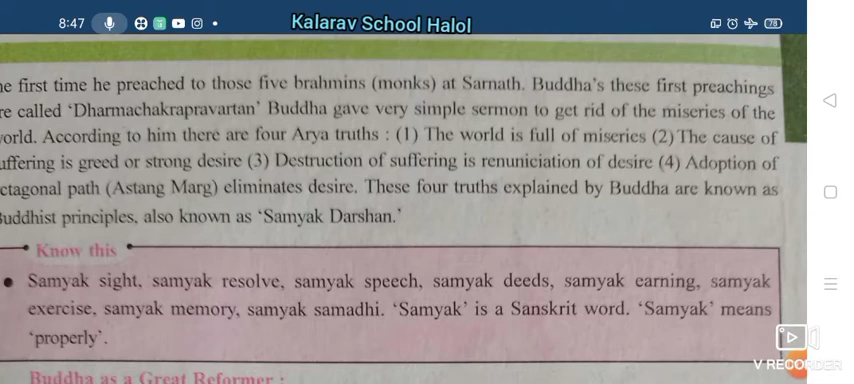 8:47
Kalarav School Halol
78
first time he preached to those five brahmins (monks) at Sarnath. Buddha's these first preachings
called 'Dharmachakrapravartan' Buddha gave very simple sermon to get rid of the miseries of the
According to him there are four Arya truths : (1) The world is full of miseries (2) The cause of
is greed or strong desire (3) Destruction of suffering is renuniciation of desire (4) Adoption of
path (Astang Marg) eliminates desire. These four truths explained by Buddha are known as
principles, also known as 'Samyak Darshan.'
Know this
● Samyak sight, samyak resolve, samyak speech, samyak deeds, samyak earning, samyak
exercise, samyak memory, samyak samadhi. 'Samyak' is a Sanskrit word. 'Samyak' means
'properly'.
V RECORDER
Buddha as a Great Reformer :